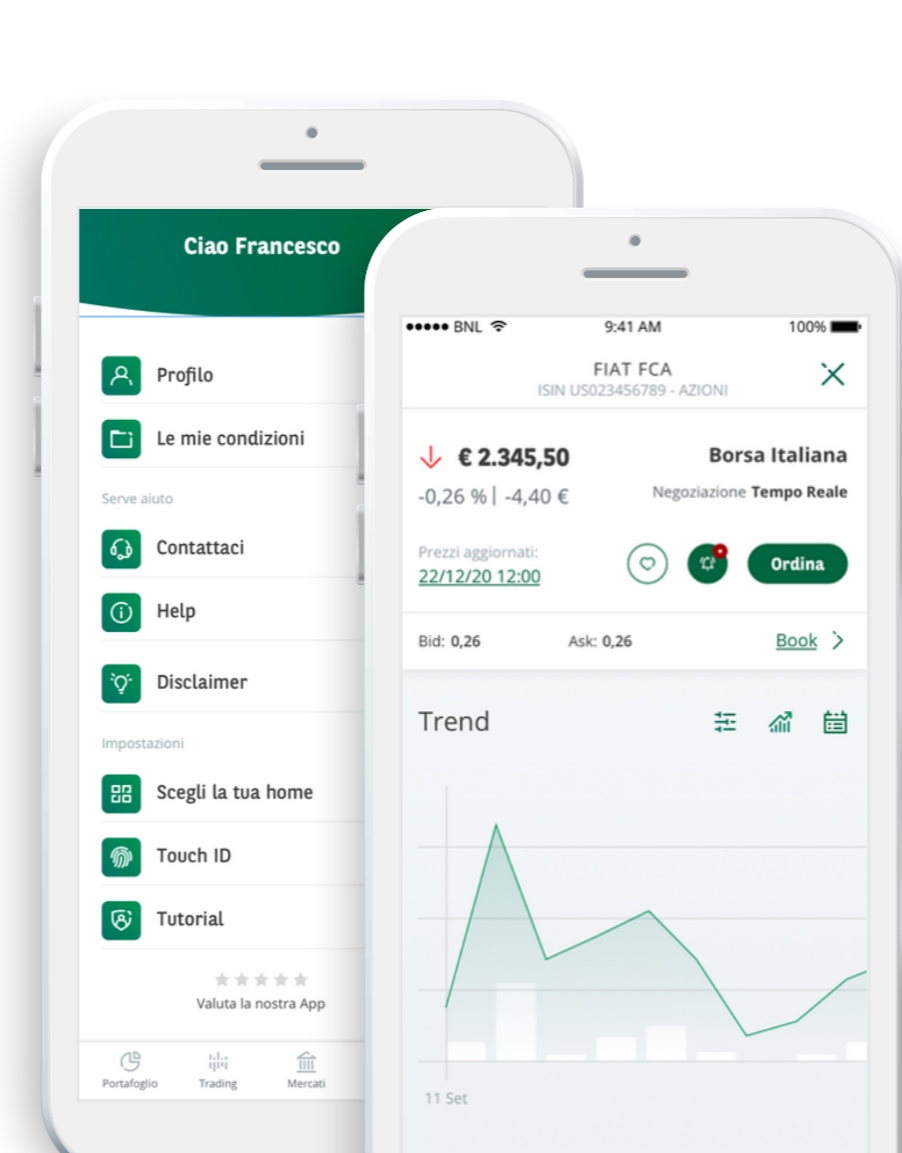 Ciao Francesco
Profilo
Le mie condizioni
Serve aiuto
Contattaci
Help
Disclaimer
Impostazioni
Scegli la tua home
Touch ID
Tutorial
Valuta la nostra App
Portafoglio
Trading
Mercati
BNL
9:41 AM
100%
FIAT FCA
ISIN US023456789 - AZIONI
€ 2.345,50
Borsa Italiana
-0,26 % | -4,40 €
Negoziazione Tempo Reale
Prezzi aggiornati:
22/12/20 12:00
Ordina
Bid: 0,26
Ask: 0,26
Book
Trend
11 Set